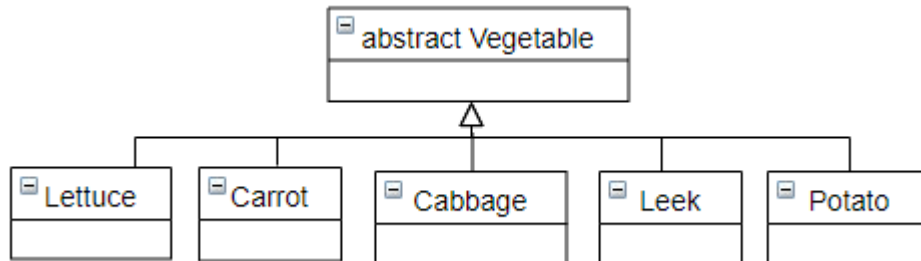 abstract Vegetable
Lettuce
Carrot
Cabbage
Leek
Potato